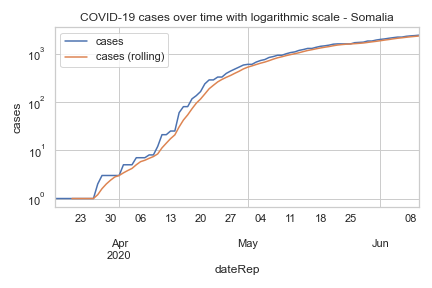 COVID-19 cases over time with logarithmic scale - Somalia
cases
cases (rolling)
10³
10²
10¹
10⁰
cases
23 30 06 13 20 27 04 11 18 25 08
Apr May Jun
2020
dateRep